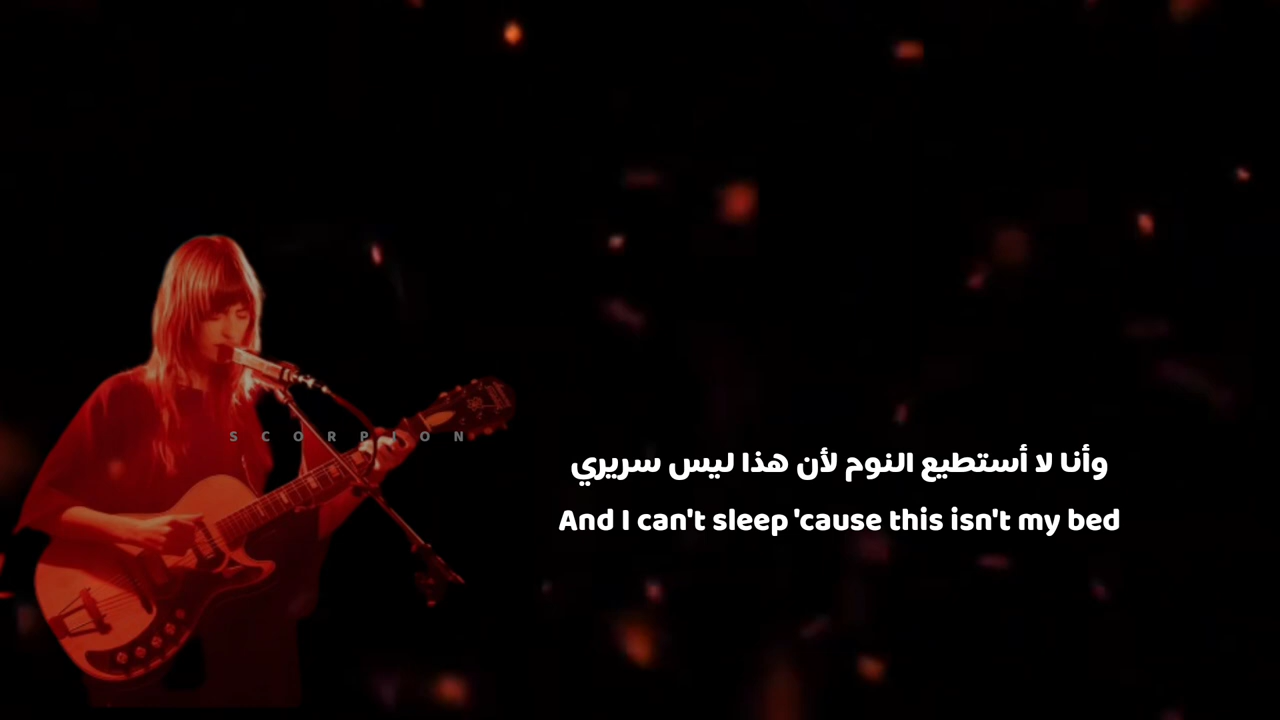 S C O R P I O N
وأنا لا أستطيع النوم لأن هذا ليس سريري
And I can't sleep 'cause this isn't my bed